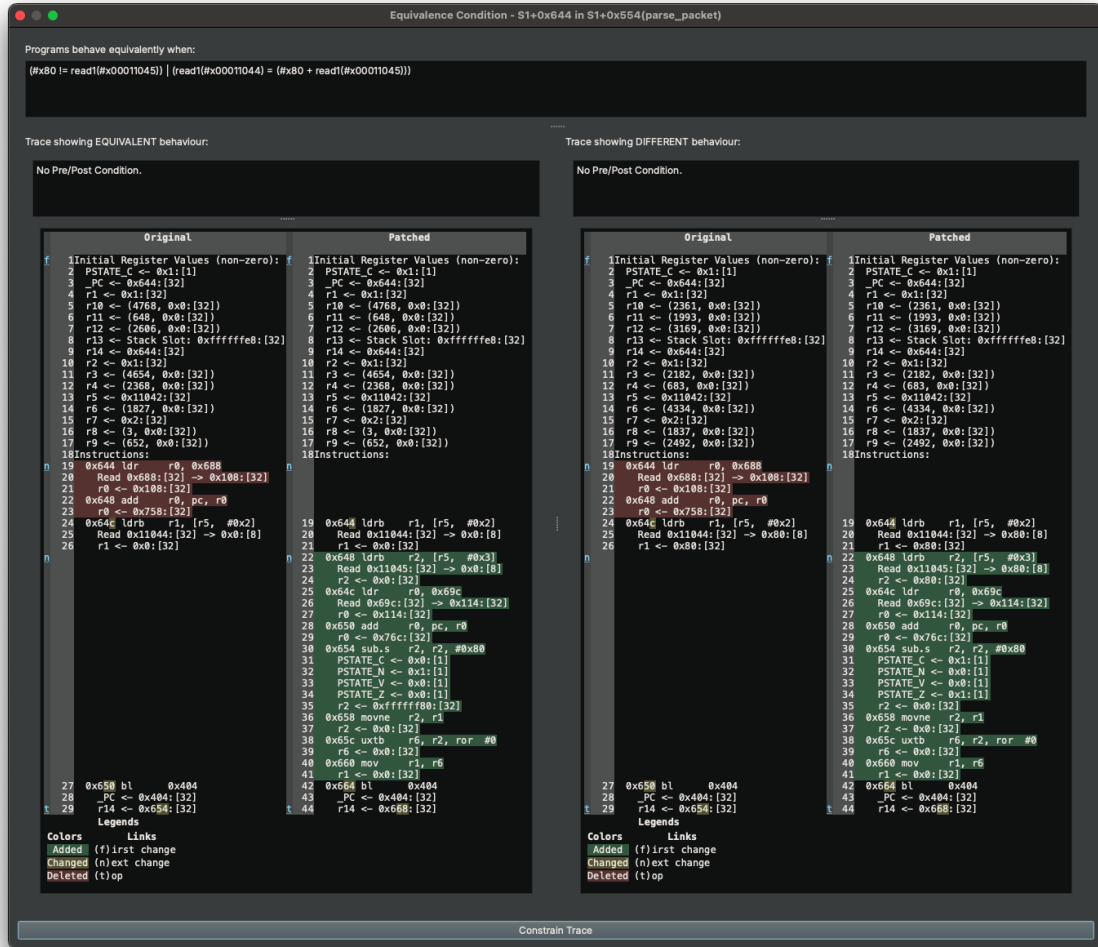 Equivalence Condition - S1+0x644 in S1+0x554(parse_packet)
Programs behave equivalently when:
(#x80 != read1(#x00011045)) | (read1(#x00011044) = (#x80 + read1(#x00011045)))
Trace showing EQUIVALENT behaviour:
No Pre/Post Condition.
Original
f 1Initial Register Values (non-zero):
2 PSTATE_C <- 0x1:[1]
3 _PC <- 0x644:[32]
4 r1 <- 0x1:[32]
5 r10 <- (4768, 0x0:[32])
6 r11 <- (648, 0x0:[32])
7 r12 <- (2606, 0x0:[32])
8 r13 <- Stack Slot: 0xffffffe8:[32]
9 r14 <- 0x644:[32]
10 r2 <- 0x1:[32]
11 r3 <- (4654, 0x0:[32])
12 r4 <- (2368, 0x0:[32])
13 r5 <- 0x11042:[32]
14 r6 <- (1827, 0x0:[32])
15 r7 <- 0x2:[32]
16 r8 <- (3, 0x0:[32])
17 r9 <- (652, 0x0:[32])
18Instructions:
n 19 0x644 ldr r0, 0x688
20 Read 0x688:[32] -> 0x108:[32]
21 r0 <- 0x108:[32]
22 0x648 add r0, pc, r0
23 r0 <- 0x758:[32]
24 0x64c ldrb r1, [r5, #0x2]
25 Read 0x11044:[32] -> 0x0:[8]
26 r1 <- 0x0:[32]
n
27 0x650 bl 0x404
28 _PC <- 0x404:[32]
t 29 r14 <- 0x654:[32]
Patched
f 1Initial Register Values (non-zero):
2 PSTATE_C <- 0x1:[1]
3 _PC <- 0x644:[32]
4 r1 <- 0x1:[32]
5 r10 <- (4768, 0x0:[32])
6 r11 <- (648, 0x0:[32])
7 r12 <- (2606, 0x0:[32])
8 r13 <- Stack Slot: 0xffffffe8:[32]
9 r14 <- 0x644:[32]
10 r2 <- 0x1:[32]
11 r3 <- (4654, 0x0:[32])
12 r4 <- (2368, 0x0:[32])
13 r5 <- 0x11042:[32]
14 r6 <- (1827, 0x0:[32])
15 r7 <- 0x2:[32]
16 r8 <- (3, 0x0:[32])
17 r9 <- (652, 0x0:[32])
18Instructions:
n
19 0x644 ldrb r1, [r5, #0x2]
20 Read 0x11044:[32] -> 0x0:[8]
21 r1 <- 0x0:[32]
n 22 0x648 ldrb r2, [r5, #0x3]
23 Read 0x11045:[32] -> 0x0:[8]
24 r2 <- 0x0:[32]
25 0x64c ldr r0, 0x69c
26 Read 0x69c:[32] -> 0x114:[32]
27 r0 <- 0x114:[32]
28 0x650 add r0, pc, r0
29 r0 <- 0x76c:[32]
30 0x654 sub.s r2, r2, #0x80
31 PSTATE_C <- 0x0:[1]
32 PSTATE_N <- 0x1:[1]
33 PSTATE_V <- 0x0:[1]
34 PSTATE_Z <- 0x0:[1]
35 r2 <- 0xffffff80:[32]
36 0x658 movne r2, r1
37 r2 <- 0x0:[32]
38 0x65c uxtb r6, r2, ror #0
39 r6 <- 0x0:[32]
40 0x660 mov r1, r6
41 r1 <- 0x0:[32]
42 0x664 bl 0x404
43 _PC <- 0x404:[32]
t 44 r14 <- 0x668:[32]
Legends
Colors Links
Added (f)irst change
Changed (n)ext change
Deleted (t)op
Trace showing DIFFERENT behaviour:
No Pre/Post Condition.
Original
f 1Initial Register Values (non-zero):
2 PSTATE_C <- 0x1:[1]
3 _PC <- 0x644:[32]
4 r1 <- 0x1:[32]
5 r10 <- (2361, 0x0:[32])
6 r11 <- (1993, 0x0:[32])
7 r12 <- (3169, 0x0:[32])
8 r13 <- Stack Slot: 0xffffffe8:[32]
9 r14 <- 0x644:[32]
10 r2 <- 0x1:[32]
11 r3 <- (2182, 0x0:[32])
12 r4 <- (683, 0x0:[32])
13 r5 <- 0x11042:[32]
14 r6 <- (4334, 0x0:[32])
15 r7 <- 0x2:[32]
16 r8 <- (1837, 0x0:[32])
17 r9 <- (2492, 0x0:[32])
18Instructions:
n 19 0x644 ldr r0, 0x688
20 Read 0x688:[32] -> 0x108:[32]
21 r0 <- 0x108:[32]
22 0x648 add r0, pc, r0
23 r0 <- 0x758:[32]
24 0x64c ldrb r1, [r5, #0x2]
25 Read 0x11044:[32] -> 0x80:[8]
26 r1 <- 0x80:[32]
n
27 0x650 bl 0x404
28 _PC <- 0x404:[32]
t 29 r14 <- 0x654:[32]
Patched
f 1Initial Register Values (non-zero):
2 PSTATE_C <- 0x1:[1]
3 _PC <- 0x644:[32]
4 r1 <- 0x1:[32]
5 r10 <- (2361, 0x0:[32])
6 r11 <- (1993, 0x0:[32])
7 r12 <- (3169, 0x0:[32])
8 r13 <- Stack Slot: 0xffffffe8:[32]
9 r14 <- 0x644:[32]
10 r2 <- 0x1:[32]
11 r3 <- (2182, 0x0:[32])
12 r4 <- (683, 0x0:[32])
13 r5 <- 0x11042:[32]
14 r6 <- (4334, 0x0:[32])
15 r7 <- 0x2:[32]
16 r8 <- (1837, 0x0:[32])
17 r9 <- (2492, 0x0:[32])
18Instructions:
n
19 0x644 ldrb r1, [r5, #0x2]
20 Read 0x11044:[32] -> 0x80:[8]
21 r1 <- 0x80:[32]
n 22 0x648 ldrb r2, [r5, #0x3]
23 Read 0x11045:[32] -> 0x80:[8]
24 r2 <- 0x80:[32]
25 0x64c ldr r0, 0x69c
26 Read 0x69c:[32] -> 0x114:[32]
27 r0 <- 0x114:[32]
28 0x650 add r0, pc, r0
29 r0 <- 0x76c:[32]
30 0x654 sub.s r2, r2, #0x80
31 PSTATE_C <- 0x1:[1]
32 PSTATE_N <- 0x0:[1]
33 PSTATE_V <- 0x0:[1]
34 PSTATE_Z <- 0x1:[1]
35 r2 <- 0x0:[32]
36 0x658 movne r2, r1
37 r2 <- 0x0:[32]
38 0x65c uxtb r6, r2, ror #0
39 r6 <- 0x0:[32]
40 0x660 mov r1, r6
41 r1 <- 0x0:[32]
42 0x664 bl 0x404
43 _PC <- 0x404:[32]
t 44 r14 <- 0x668:[32]
Legends
Colors Links
Added (f)irst change
Changed (n)ext change
Deleted (t)op
Constrain Trace